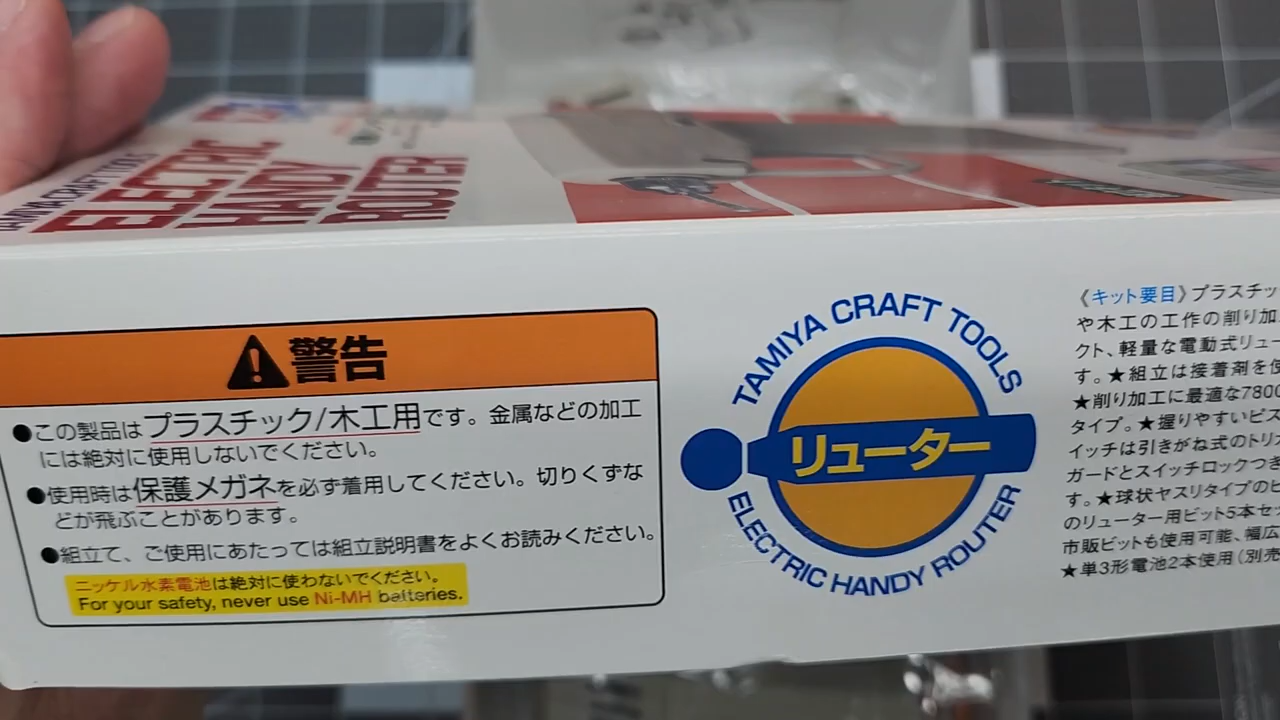 TAMIYA CRAFT TOOLS
ELECTRIC
HANDY
ROUTER
警告
●この製品はプラスチック/木工用です。金属などの加工
には絶対に使用しないでください。
●使用時は保護メガネを必ず着用してください。切りくずな
どが飛ぶことがあります。
●組立て、ご使用にあたっては組立説明書をよくお読みください。
ニッケル水素電池は絶対に使わないでください。
For your safety, never use Ni-MH batteries.
TAMIYA CRAFT TOOLS
リューター
ELECTRIC HANDY ROUTER
《キット要目》プラスチッ
や木工の工作の削り加
クト、軽量な電動式リュー
す。★組立は接着剤を使
★削り加工に最適な780
タイプ。★握りやすいピス
イッチは引きがね式のトリガ
ガードとスイッチロックつき
す。★球状ヤスリタイプのビ
のリューター用ビット5本セッ
市販ビットも使用可能、幅広
★単3形電池2本使用(別売